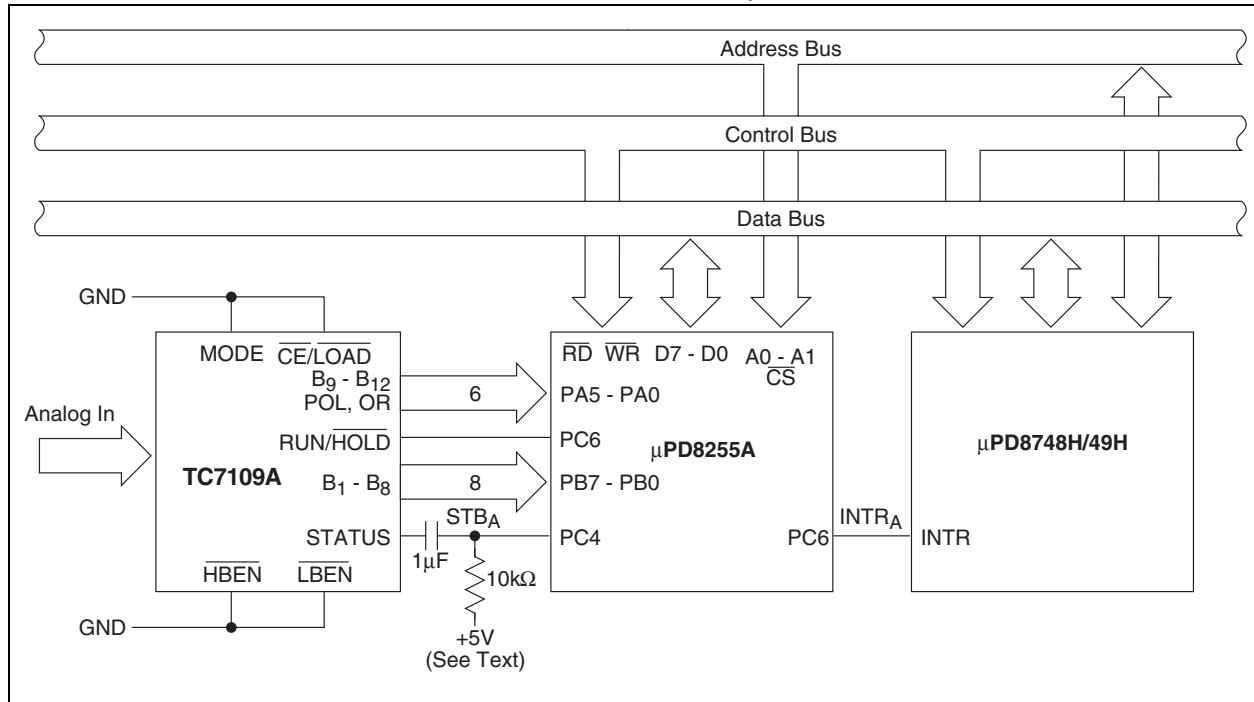 Address Bus
Control Bus
Data Bus
GND
MODE CE/LOAD
RD WR D7 - D0 A0 - A1
CS
B9 - B12
POL, OR
6
PA5 - PA0
Analog In
RUN/HOLD
PC6
µPD8255A
µPD8748H/49H
TC7109A
B1 - B8
8
PB7 - PB0
STATUS
1µF
STBA
PC4
PC6
INTRA
INTR
HBEN LBEN
10kΩ
GND
+5V
(See Text)